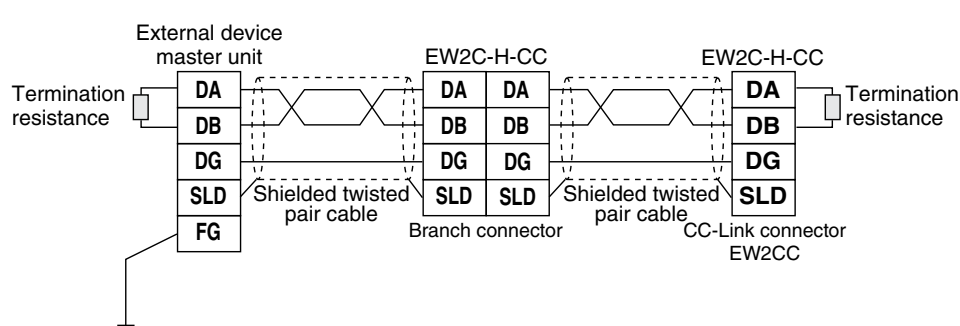 External device
master unit
EW2C-H-CC
EW2C-H-CC
Termination
resistance
DA
DB
DG
SLD
FG
Shielded twisted
pair cable
DA DA
DB DB
DG DG
SLD SLD
Branch connector
Shielded twisted
pair cable
DA
DB
DG
SLD
CC-Link connector
EW2CC
Termination
resistance